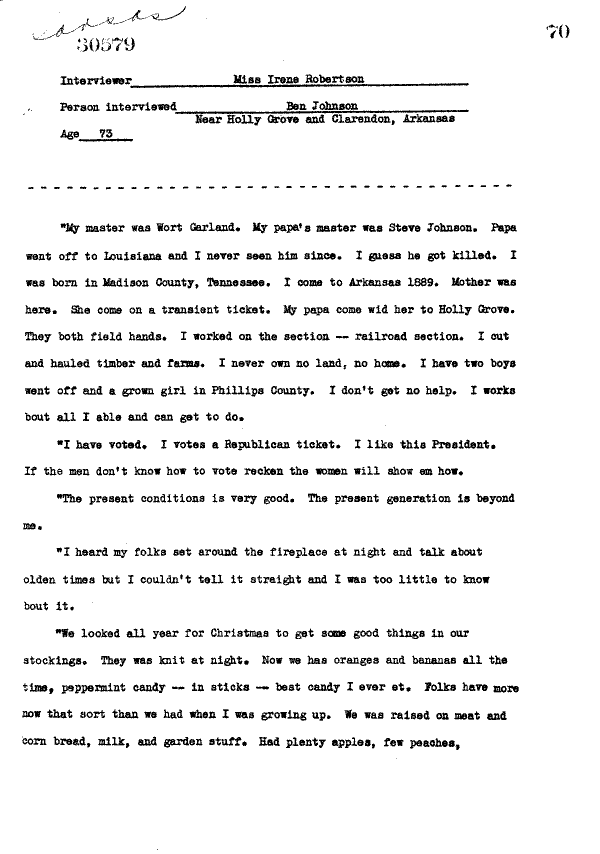 Kansas
30579
70
Interviewer Miss Irene Robertson
Person interviewed Ben Johnson
Near Holly Grove and Clarendon, Arkansas
Age 73
"My master was Wort Garland. My papa's master was Steve Johnson. Papa
went off to Louisiana and I never seen him since. I guess he got killed. I
was born in Madison County, Tennessee. I come to Arkansas 1889. Mother was
here. She come on a transient ticket. My papa come wid her to Holly Grove.
They both field hands. I worked on the section -- railroad section. I cut
and hauled timber and farms. I never own no land, no home. I have two boys
went off and a grown girl in Phillips County. I don't get no help. I works
bout all I able and can get to do.
"I have voted. I votes a Republican ticket. I like this President.
If the men don't know how to vote recken the women will show em how.
"The present conditions is very good. The present generation is beyond
me.
"I heard my folks set around the fireplace at night and talk about
olden times but I couldn't tell it straight and I was too little to know
bout it.
"We looked all year for Christmas to get some good things in our
stockings. They was knit at night. Now we has oranges and bananas all the
time, peppermint candy -- in sticks -- best candy I ever et. Folks have more
now that sort than we had when I was growing up. We was raised on meat and
corn bread, milk, and garden stuff. Had plenty apples, few peaches,